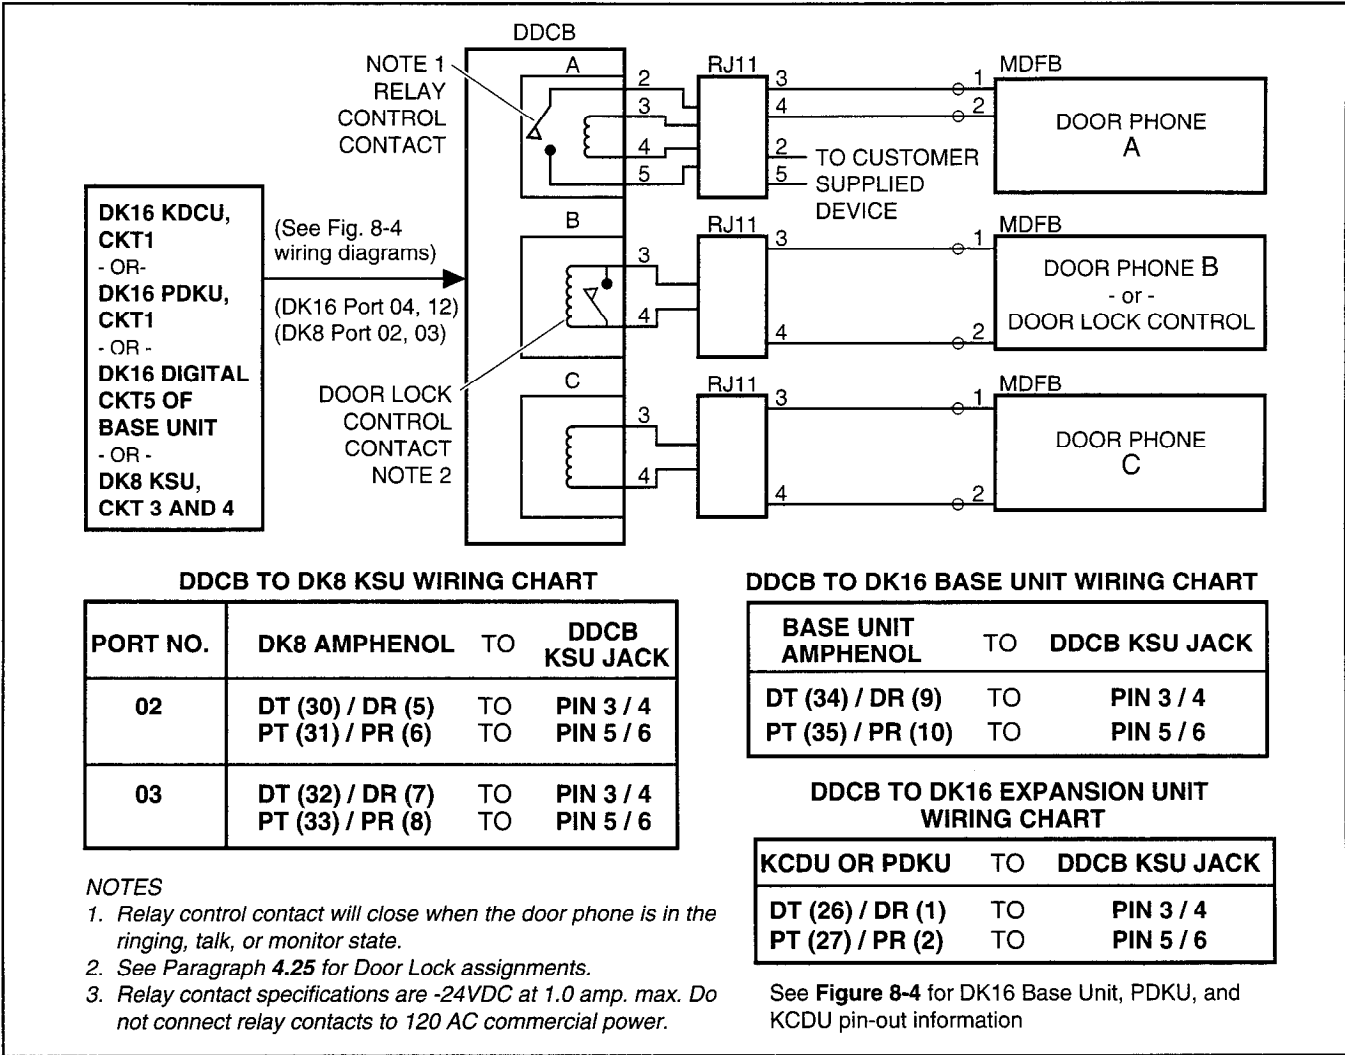 DDCB
NOTE 1
RELAY
CONTROL
CONTACT
A
2
3
4
5
RJ11
3
4
2
5
TO CUSTOMER
SUPPLIED
DEVICE
1
2
MDFB
DOOR PHONE
A
DK16 KDCU,
CKT1
- OR-
DK16 PDKU,
CKT1
- OR -
DK16 DIGITAL
CKT5 OF
BASE UNIT
- OR -
DK8 KSU,
CKT 3 AND 4
(See Fig. 8-4
wiring diagrams)
(DK16 Port 04, 12)
(DK8 Port 02, 03)
B
3
4
RJ11
3
4
1
2
MDFB
DOOR PHONE B
- or -
DOOR LOCK CONTROL
DOOR LOCK
CONTROL
CONTACT
NOTE 2
C
3
4
RJ11
3
4
1
2
MDFB
DOOR PHONE
C
DDCB TO DK8 KSU WIRING CHART
PORT NO. DK8 AMPHENOL TO DDCB KSU JACK
02 DT (30) / DR (5) TO PIN 3 / 4
PT (31) / PR (6) TO PIN 5 / 6
03 DT (32) / DR (7) TO PIN 3 / 4
PT (33) / PR (8) TO PIN 5 / 6
DDCB TO DK16 BASE UNIT WIRING CHART
BASE UNIT AMPHENOL TO DDCB KSU JACK
DT (34) / DR (9) TO PIN 3 / 4
PT (35) / PR (10) TO PIN 5 / 6
DDCB TO DK16 EXPANSION UNIT
WIRING CHART
KCDU OR PDKU TO DDCB KSU JACK
DT (26) / DR (1) TO PIN 3 / 4
PT (27) / PR (2) TO PIN 5 / 6
NOTES
1. Relay control contact will close when the door phone is in the
ringing, talk, or monitor state.
2. See Paragraph 4.25 for Door Lock assignments.
3. Relay contact specifications are -24VDC at 1.0 amp. max. Do
not connect relay contacts to 120 AC commercial power.
See Figure 8-4 for DK16 Base Unit, PDKU, and
KCDU pin-out information